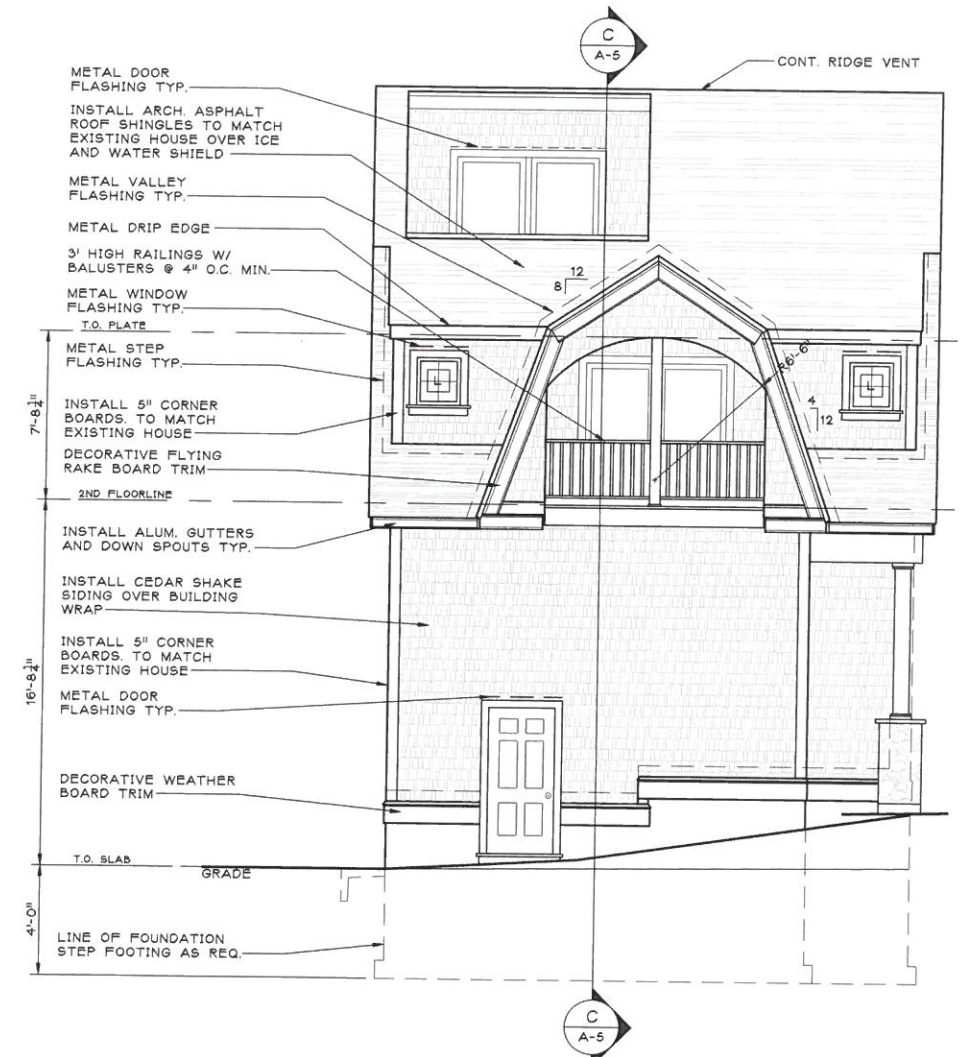 C
A-5
CONT. RIDGE VENT
METAL DOOR
FLASHING TYP.
INSTALL ARCH. ASPHALT
ROOF SHINGLES TO MATCH
EXISTING HOUSE OVER ICE
AND WATER SHIELD
METAL VALLEY
FLASHING TYP.
METAL DRIP EDGE
3' HIGH RAILINGS W/
BALUSTERS @ 4" O.C. MIN.
12
8
METAL WINDOW
FLASHING TYP.
T.O. PLATE
METAL STEP
FLASHING TYP.
R6'-6"
L
L
7'-8 1/4"
INSTALL 5" CORNER
BOARDS. TO MATCH
EXISTING HOUSE
4
12
DECORATIVE FLYING
RAKE BOARD TRIM
2ND FLOORLINE
INSTALL ALUM. GUTTERS
AND DOWN SPOUTS TYP.
INSTALL CEDAR SHAKE
SIDING OVER BUILDING
WRAP
INSTALL 5" CORNER
BOARDS. TO MATCH
EXISTING HOUSE
16'-8 1/4"
METAL DOOR
FLASHING TYP.
DECORATIVE WEATHER
BOARD TRIM
T.O. SLAB
GRADE
4'-0"
LINE OF FOUNDATION
STEP FOOTING AS REQ.
C
A-5